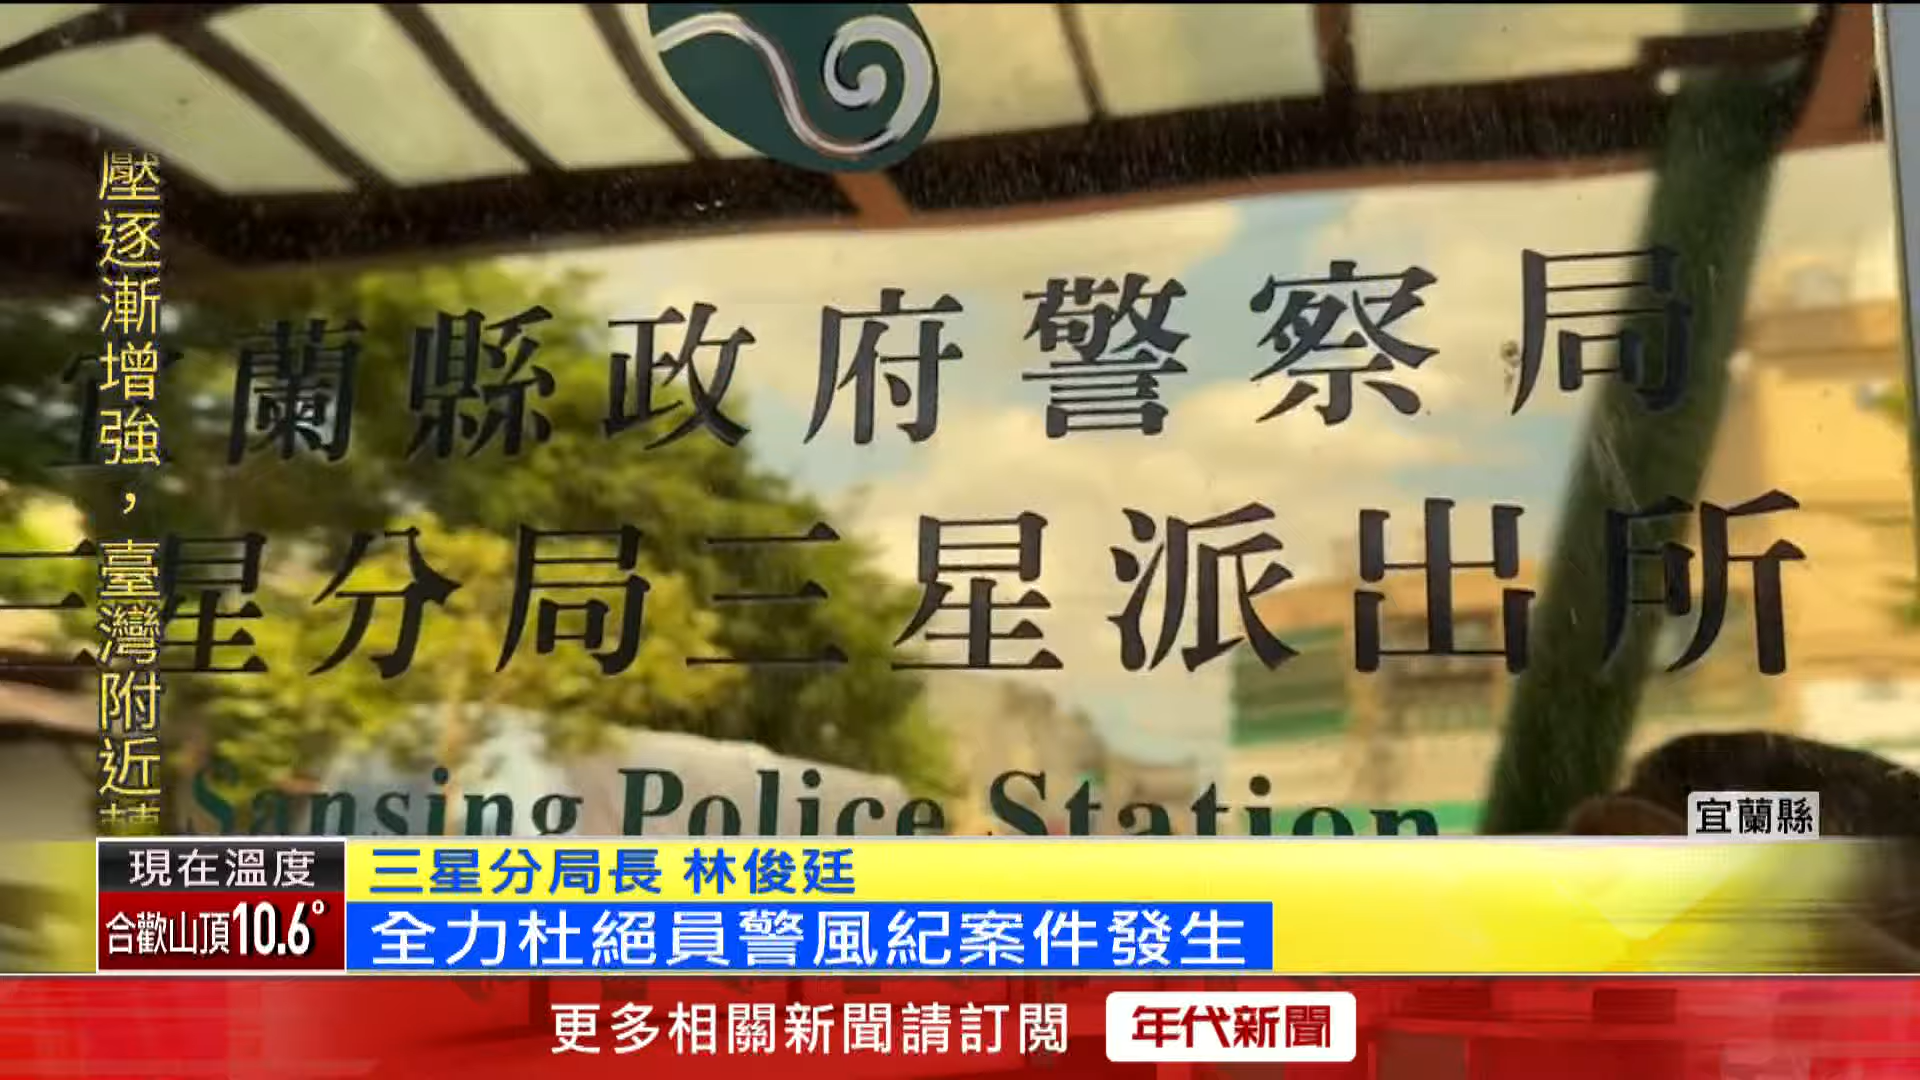 壓逐漸增強，臺灣附近
宜蘭縣政府警察局
三星分局三星派出所
Sansing Police Station
宜蘭縣
現在溫度
合歡山頂10.6°
三星分局長 林俊廷
全力杜絕員警風紀案件發生
更多相關新聞請訂閱 年代新聞